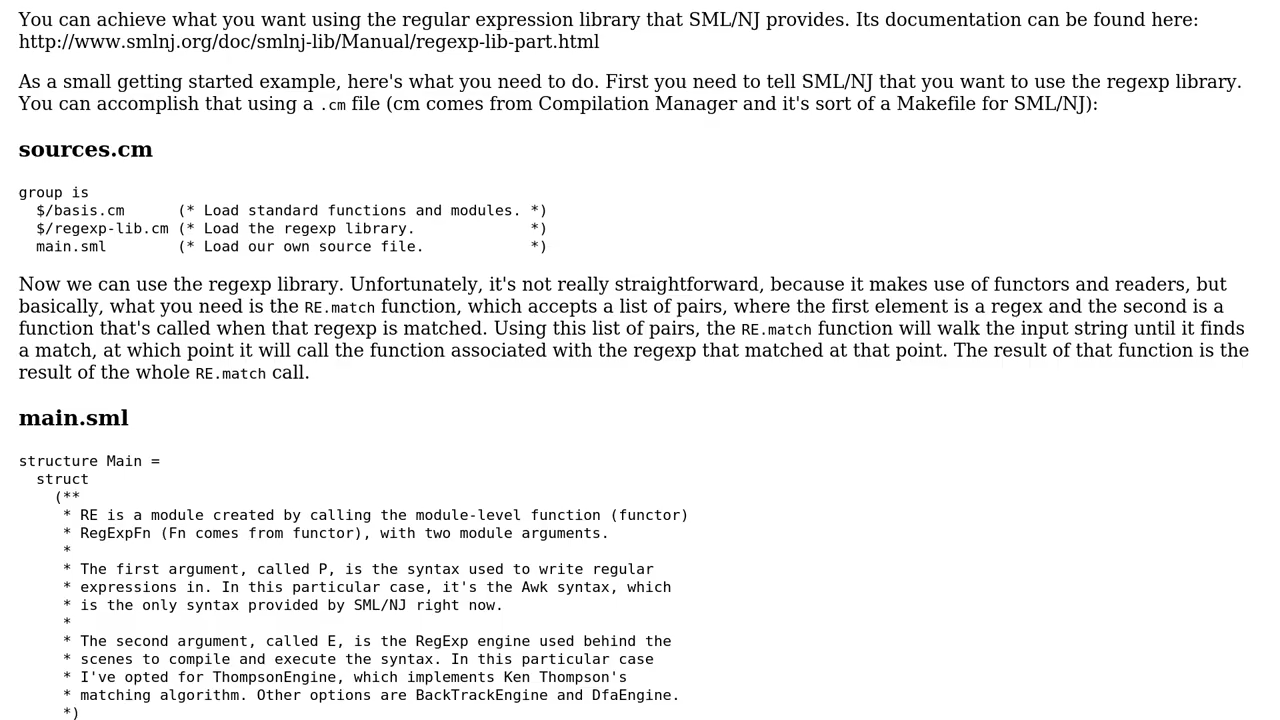 You can achieve what you want using the regular expression library that SML/NJ provides. Its documentation can be found here:
http://www.smlnj.org/doc/smlnj-lib/Manual/regexp-lib-part.html
As a small getting started example, here's what you need to do. First you need to tell SML/NJ that you want to use the regexp library.
You can accomplish that using a .cm file (cm comes from Compilation Manager and it's sort of a Makefile for SML/NJ):
sources.cm
group is
  $/basis.cm      (* Load standard functions and modules. *)
  $/regexp-lib.cm (* Load the regexp library.             *)
  main.sml        (* Load our own source file.            *)
Now we can use the regexp library. Unfortunately, it's not really straightforward, because it makes use of functors and readers, but
basically, what you need is the RE.match function, which accepts a list of pairs, where the first element is a regex and the second is a
function that's called when that regexp is matched. Using this list of pairs, the RE.match function will walk the input string until it finds
a match, at which point it will call the function associated with the regexp that matched at that point. The result of that function is the
result of the whole RE.match call.
main.sml
structure Main =
  struct
    (**
     * RE is a module created by calling the module-level function (functor)
     * RegExpFn (Fn comes from functor), with two module arguments.
     *
     * The first argument, called P, is the syntax used to write regular
     * expressions in. In this particular case, it's the Awk syntax, which
     * is the only syntax provided by SML/NJ right now.
     *
     * The second argument, called E, is the RegExp engine used behind the
     * scenes to compile and execute the syntax. In this particular case
     * I've opted for ThompsonEngine, which implements Ken Thompson's
     * matching algorithm. Other options are BackTrackEngine and DfaEngine.
     *)